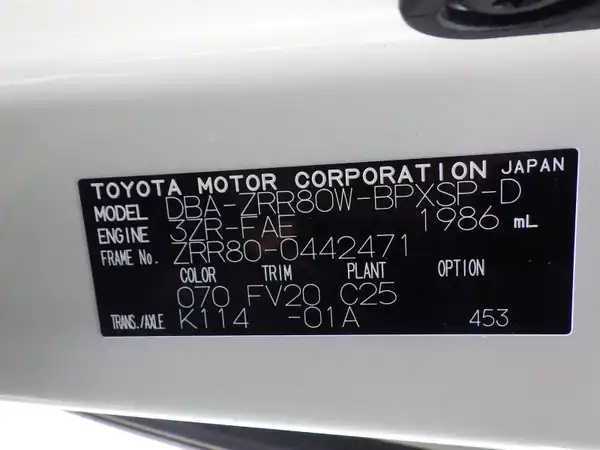 TOYOTA MOTOR CORPORATION JAPAN
MODEL DBA-ZRR80W-BPXSP-D
ENGINE 3ZR-FAE 1986 mL
FRAME No. ZRR80-0442471
COLOR TRIM PLANT OPTION
070 FV20 C25
TRANS./AXLE K114 -01A 453